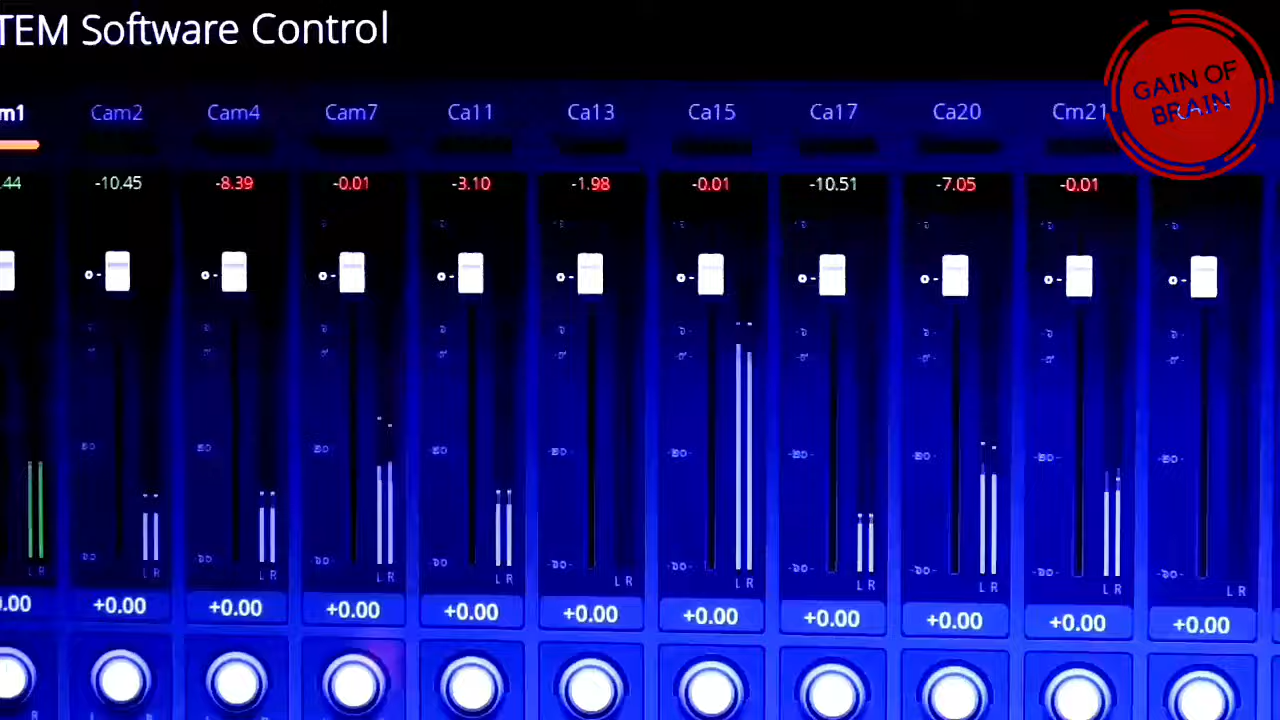 TEM Software Control
GAIN OF
BRAIN
m1 Cam2 Cam4 Cam7 Ca11 Ca13 Ca15 Ca17 Ca20 Cm21
.44 -10.45 -8.39 -0.01 -3.10 -1.98 -0.01 -10.51 -7.05 -0.01
L R L R L R L R L R L R L R L R L R L R L R
.00 +0.00 +0.00 +0.00 +0.00 +0.00 +0.00 +0.00 +0.00 +0.00 +0.00